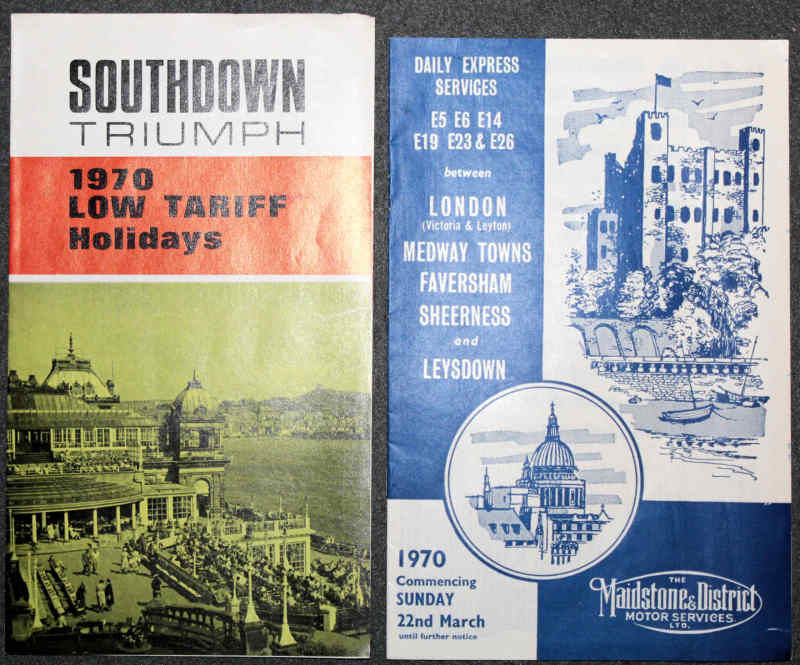 SOUTHDOWN
TRIUMPH
1970
LOW TARIFF
Holidays
DAILY EXPRESS
SERVICES
E5 E6 E14
E19 E23 & E26
between
LONDON
(Victoria & Leyton)
MEDWAY TOWNS
FAVERSHAM
SHEERNESS
and
LEYSDOWN
1970
Commencing
SUNDAY
22nd March
until further notice
THE
Maidstone & District
MOTOR SERVICES
LTD.